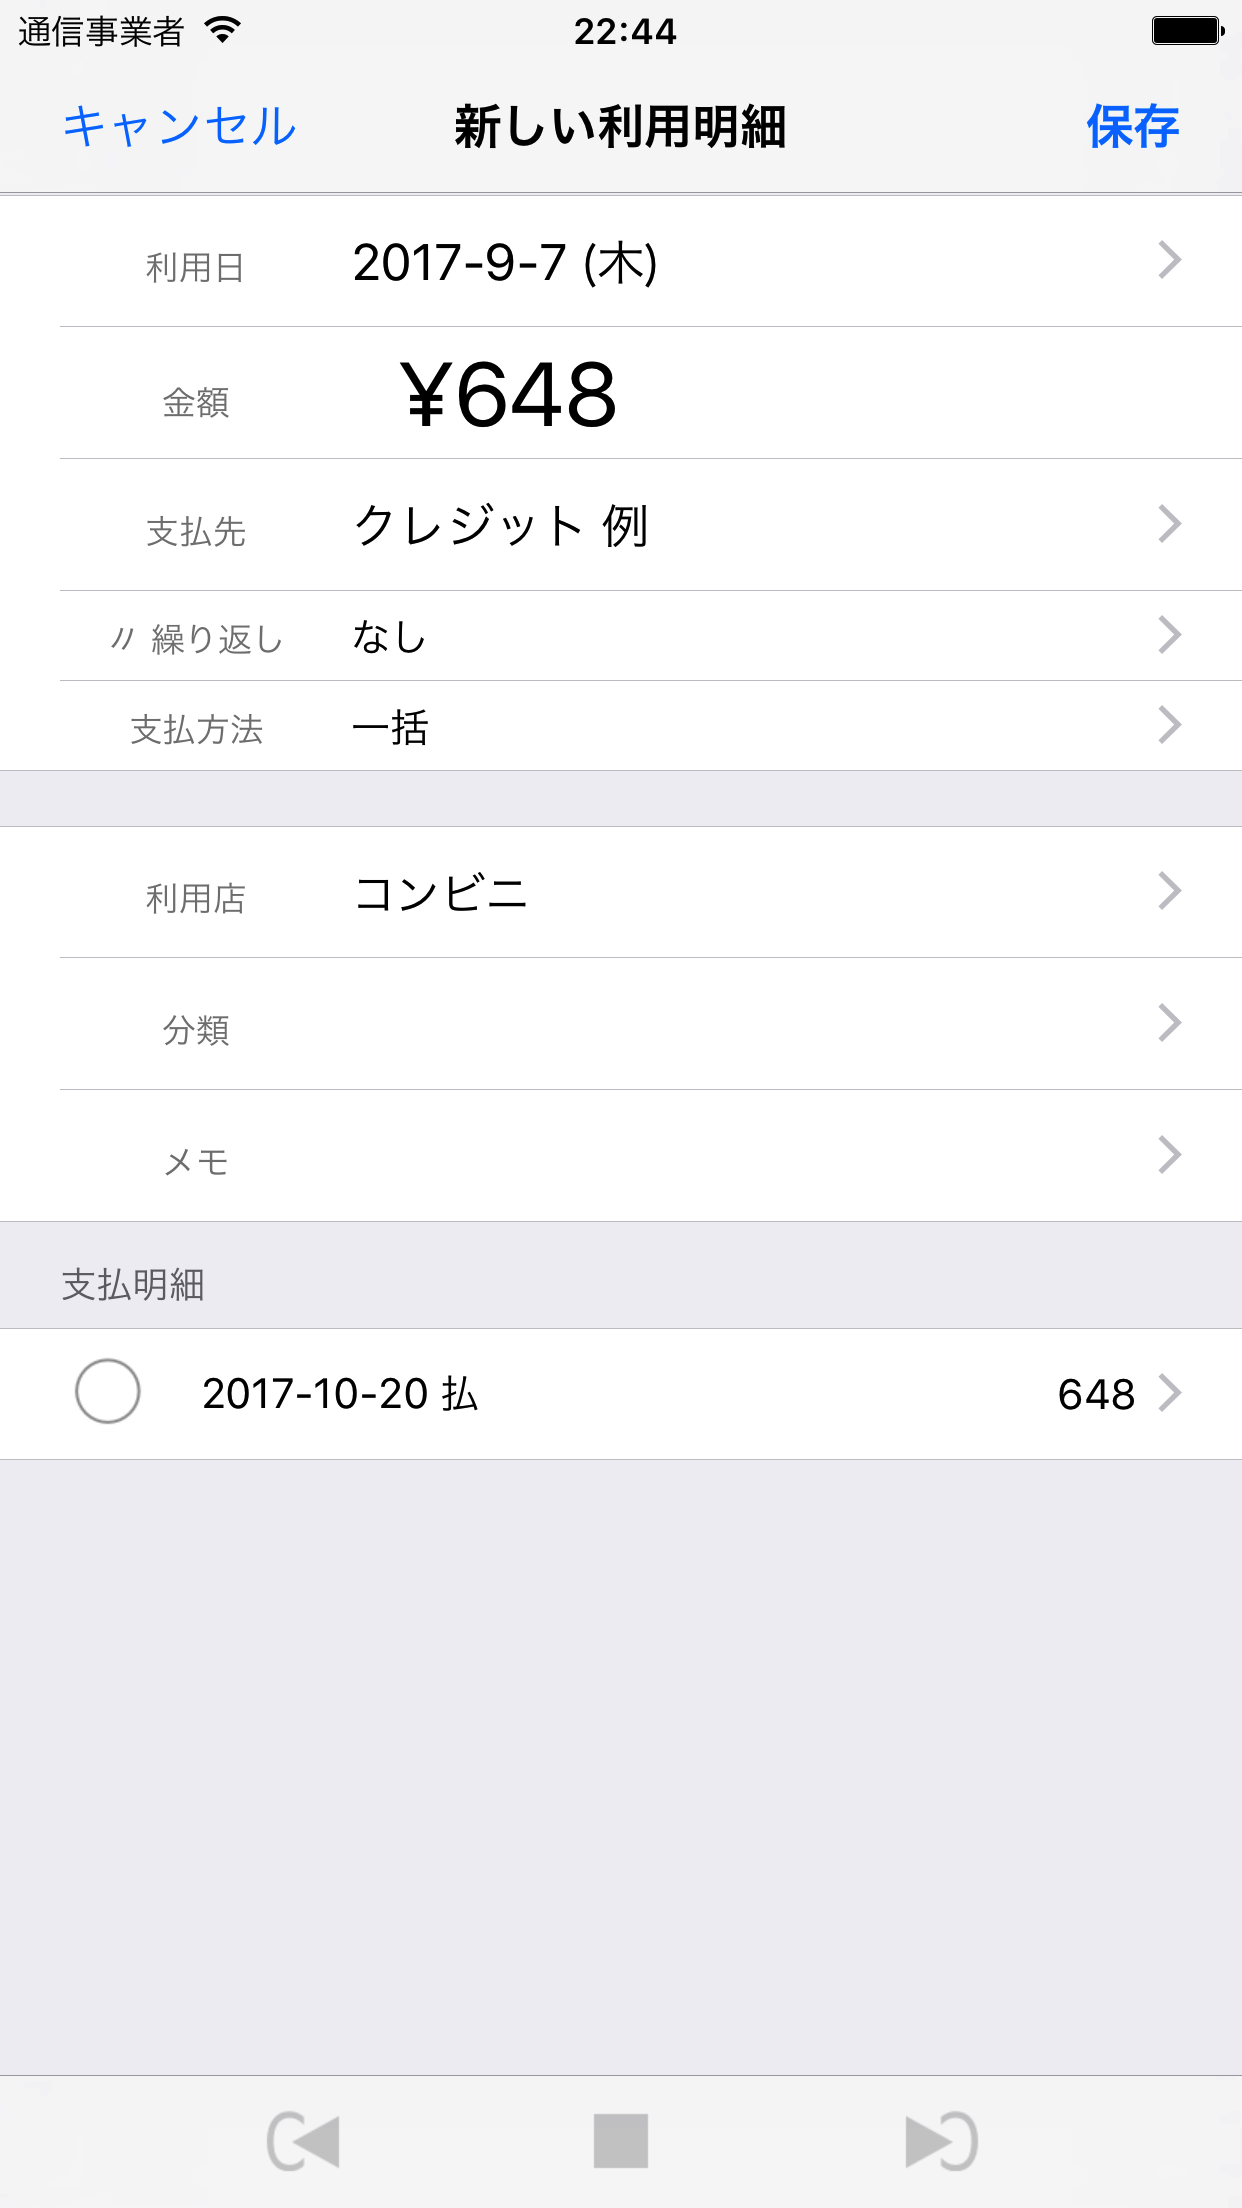 通信事業者 22:44
キャンセル 新しい利用明細 保存
利用日 2017-9-7 (木)
金額 ¥648
支払先 クレジット 例
〃 繰り返し なし
支払方法 一括
利用店 コンビニ
分類
メモ
支払明細
2017-10-20 払 648